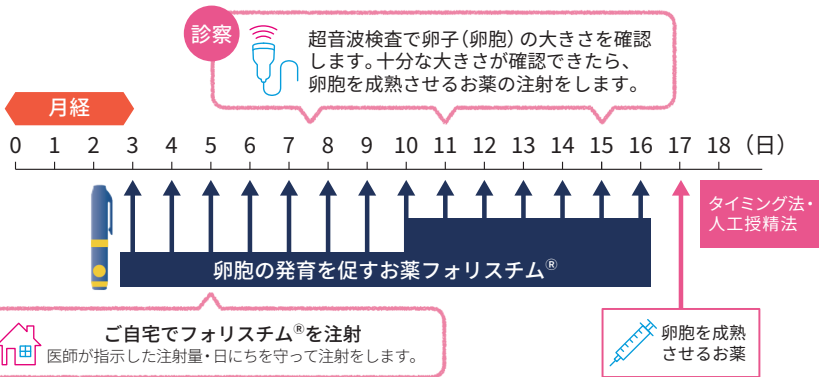 診察
超音波検査で卵子(卵胞)の大きさを確認
します。十分な大きさが確認できたら、
卵胞を成熟させるお薬の注射をします。
月経
0 1 2 3 4 5 6 7 8 9 10 11 12 13 14 15 16 17 18 (日)
タイミング法・
人工授精法
卵胞の発育を促すお薬フォリスチム®
ご自宅でフォリスチム®を注射
医師が指示した注射量・日にちを守って注射をします。
卵胞を成熟
させるお薬